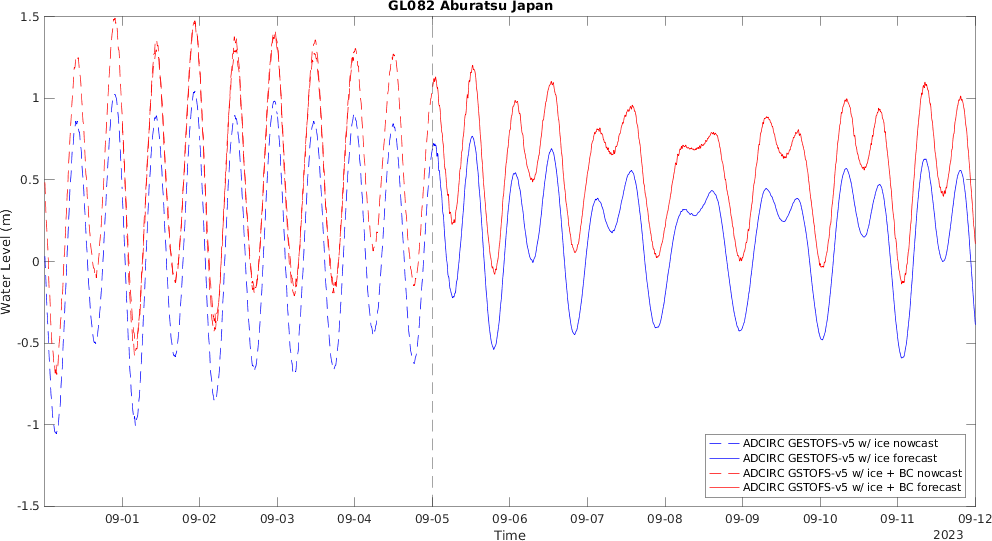 GL082 Aburatsu Japan
1.5
1
0.5
0
-0.5
-1
-1.5
Water Level (m)
ADCIRC GESTOFS-v5 w/ ice nowcast
ADCIRC GESTOFS-v5 w/ ice forecast
ADCIRC GSTOFS-v5 w/ ice + BC nowcast
ADCIRC GSTOFS-v5 w/ ice + BC forecast
09-01 09-02 09-03 09-04 09-05 09-06 09-07 09-08 09-09 09-10 09-11 09-12
Time
2023